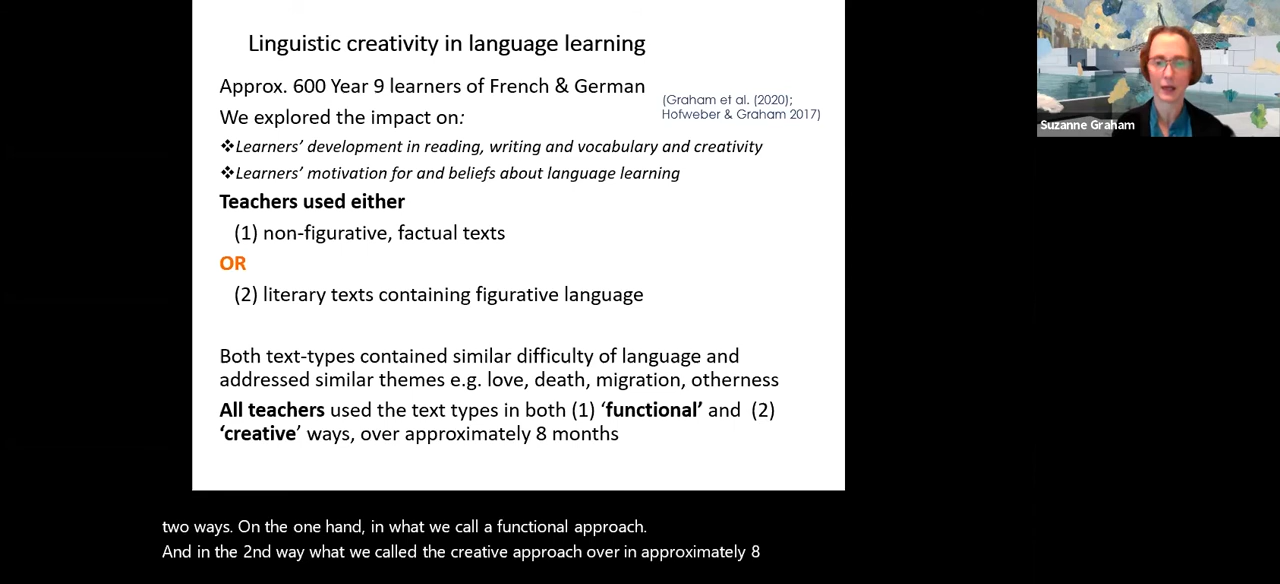 Linguistic creativity in language learning
Approx. 600 Year 9 learners of French & German
(Graham et al. (2020);
Hofweber & Graham 2017)
We explored the impact on:
❖Learners' development in reading, writing and vocabulary and creativity
❖Learners' motivation for and beliefs about language learning
Teachers used either
(1) non-figurative, factual texts
OR
(2) literary texts containing figurative language
Both text-types contained similar difficulty of language and
addressed similar themes e.g. love, death, migration, otherness
All teachers used the text types in both (1) 'functional' and (2)
'creative' ways, over approximately 8 months
Suzanne Graham
two ways. On the one hand, in what we call a functional approach.
And in the 2nd way what we called the creative approach over in approximately 8